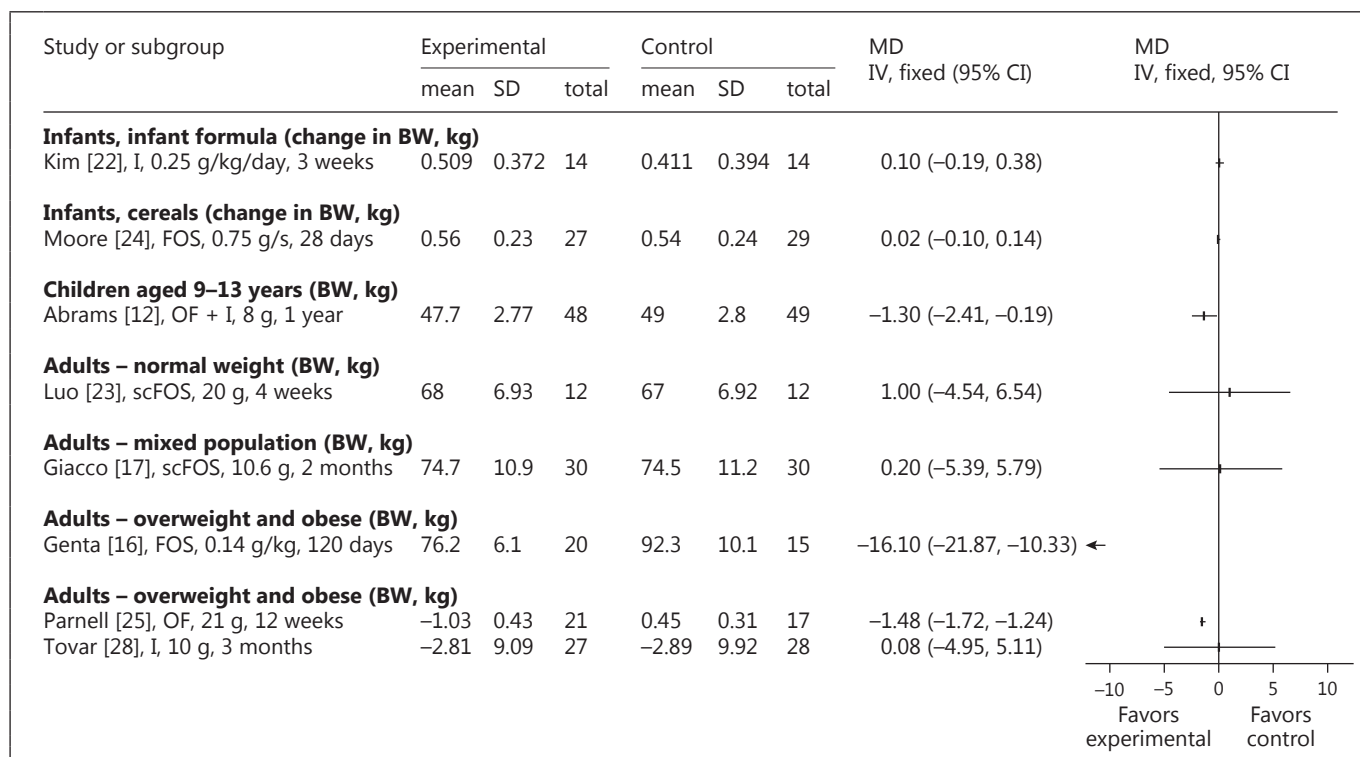 Study or subgroup Experimental Control MD MD
IV, fixed (95% CI) IV, fixed, 95% CI
mean SD total mean SD total
Infants, infant formula (change in BW, kg)
Kim [22], I, 0.25 g/kg/day, 3 weeks 0.509 0.372 14 0.411 0.394 14 0.10 (–0.19, 0.38)
Infants, cereals (change in BW, kg)
Moore [24], FOS, 0.75 g/s, 28 days 0.56 0.23 27 0.54 0.24 29 0.02 (–0.10, 0.14)
Children aged 9–13 years (BW, kg)
Abrams [12], OF + I, 8 g, 1 year 47.7 2.77 48 49 2.8 49 –1.30 (–2.41, –0.19)
Adults – normal weight (BW, kg)
Luo [23], scFOS, 20 g, 4 weeks 68 6.93 12 67 6.92 12 1.00 (–4.54, 6.54)
Adults – mixed population (BW, kg)
Giacco [17], scFOS, 10.6 g, 2 months 74.7 10.9 30 74.5 11.2 30 0.20 (–5.39, 5.79)
Adults – overweight and obese (BW, kg)
Genta [16], FOS, 0.14 g/kg, 120 days 76.2 6.1 20 92.3 10.1 15 –16.10 (–21.87, –10.33)
Adults – overweight and obese (BW, kg)
Parnell [25], OF, 21 g, 12 weeks –1.03 0.43 21 0.45 0.31 17 –1.48 (–1.72, –1.24)
Tovar [28], I, 10 g, 3 months –2.81 9.09 27 –2.89 9.92 28 0.08 (–4.95, 5.11)
–10 –5 0 5 10
Favors Favors
experimental control